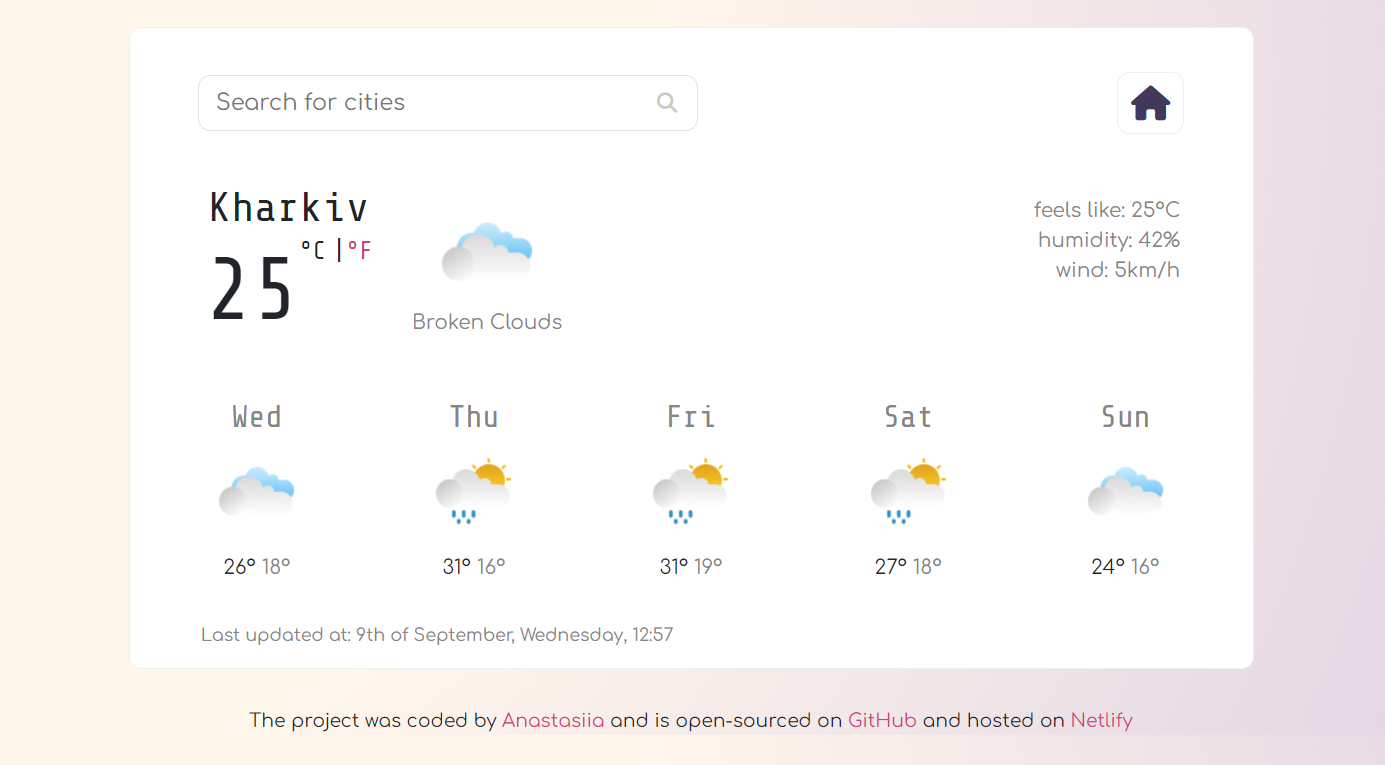 Search for cities
Kharkiv
25 °C |°F
Broken Clouds
feels like: 25°C
humidity: 42%
wind: 5km/h
Wed Thu Fri Sat Sun
26° 18° 31° 16° 31° 19° 27° 18° 24° 16°
Last updated at: 9th of September, Wednesday, 12:57
The project was coded by Anastasiia and is open-sourced on GitHub and hosted on Netlify